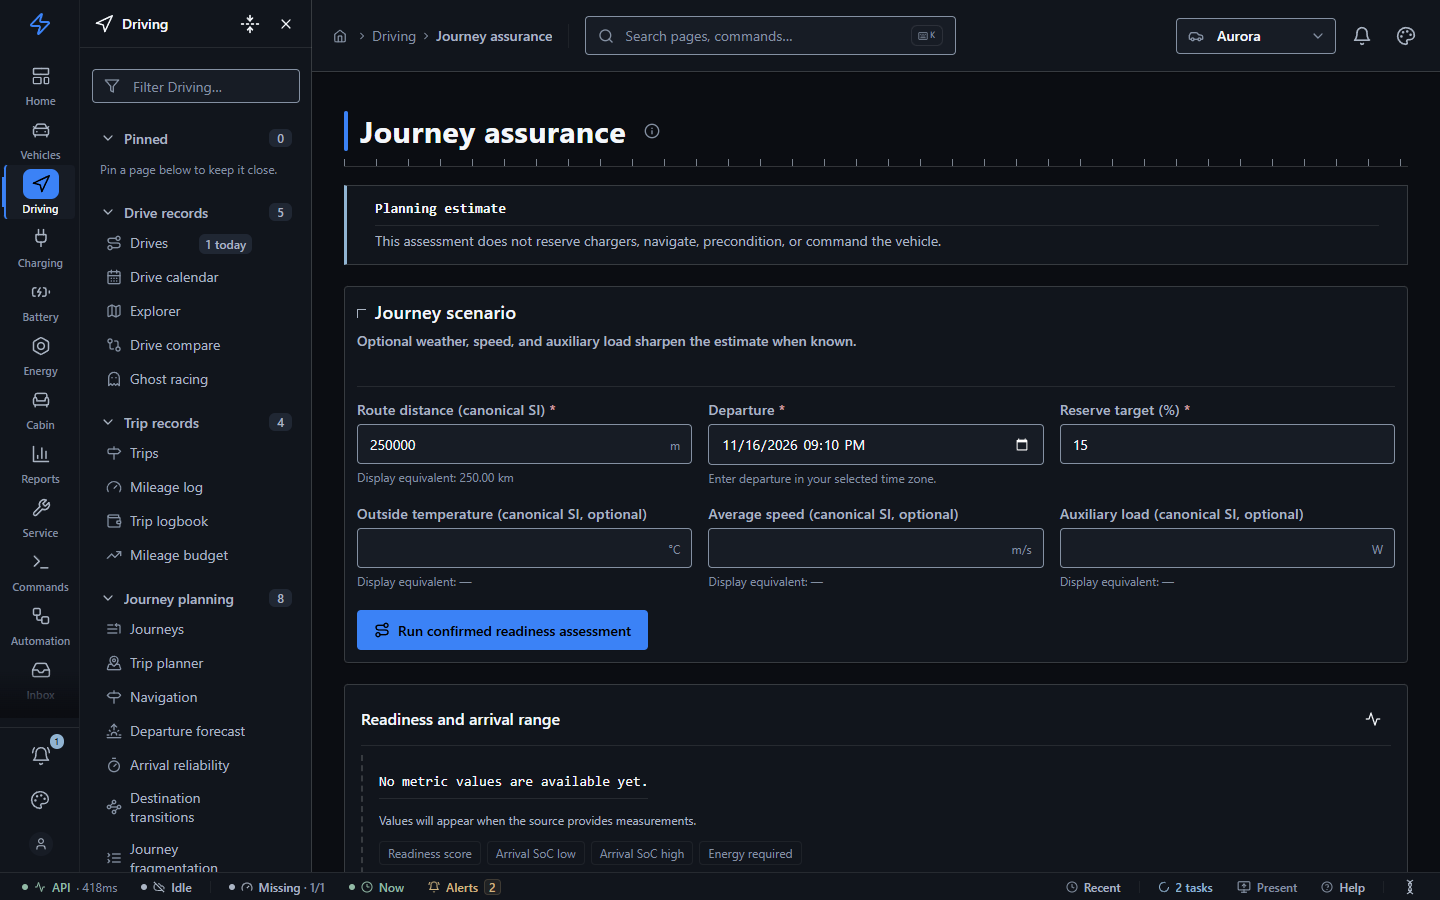 Home
Vehicles
Driving
Charging
Battery
Energy
Cabin
Reports
Service
Commands
Automation
Inbox
1
Driving
Filter Driving...
Pinned 0
Pin a page below to keep it close.
Drive records 5
Drives 1 today
Drive calendar
Explorer
Drive compare
Ghost racing
Trip records 4
Trips
Mileage log
Trip logbook
Mileage budget
Journey planning 8
Journeys
Trip planner
Navigation
Departure forecast
Arrival reliability
Destination
transitions
Journey
fragmentation
Driving Journey assurance
Search pages, commands... K
Aurora
Journey assurance
Planning estimate
This assessment does not reserve chargers, navigate, precondition, or command the vehicle.
Journey scenario
Optional weather, speed, and auxiliary load sharpen the estimate when known.
Route distance (canonical SI) *
250000 m
Display equivalent: 250.00 km
Departure *
11/16/2026 09:10 PM
Enter departure in your selected time zone.
Reserve target (%) *
15
Outside temperature (canonical SI, optional)
°C
Display equivalent: —
Average speed (canonical SI, optional)
m/s
Display equivalent: —
Auxiliary load (canonical SI, optional)
W
Display equivalent: —
Run confirmed readiness assessment
Readiness and arrival range
No metric values are available yet.
Values will appear when the source provides measurements.
Readiness score Arrival SoC low Arrival SoC high Energy required
API · 418ms Idle Missing · 1/1 Now Alerts 2 Recent 2 tasks Present Help